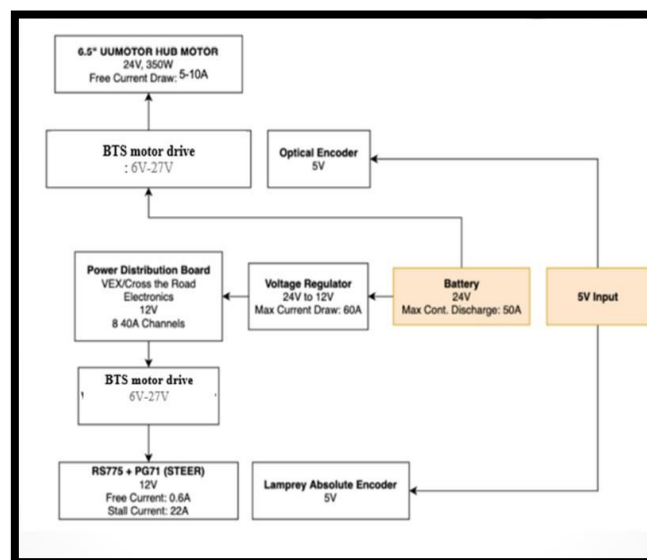 6.5" UUMOTOR HUB MOTOR
24V, 350W
Free Current Draw: 5-10A
BTS motor drive
: 6V-27V
Optical Encoder
5V
Power Distribution Board
VEX/Cross the Road
Electronics
12V
8 40A Channels
Voltage Regulator
24V to 12V
Max Current Draw: 60A
Battery
24V
Max Cont. Discharge: 50A
5V Input
BTS motor drive
6V-27V
RS775 + PG71 (STEER)
12V
Free Current: 0.6A
Stall Current: 22A
Lamprey Absolute Encoder
5V